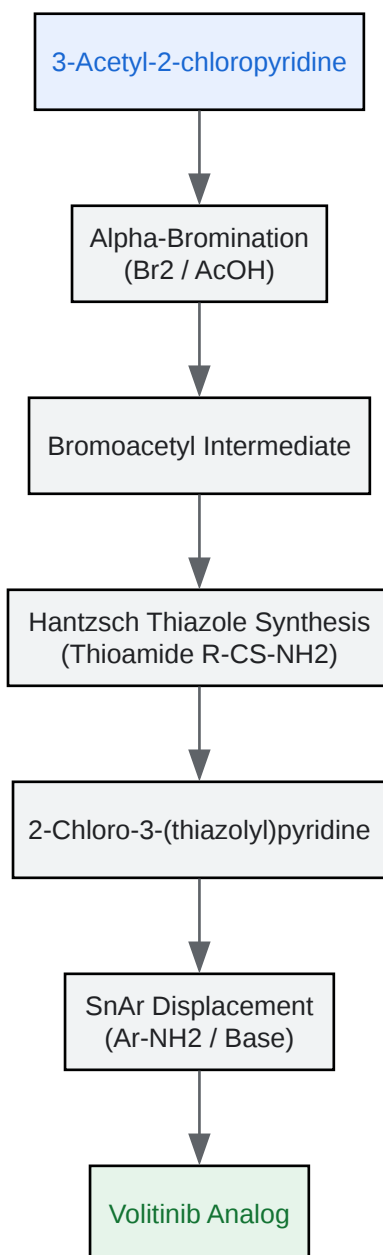 3-Acetyl-2-chloropyridine
Alpha-Bromination
(Br2 / AcOH)
Bromoacetyl Intermediate
Hantzsch Thiazole Synthesis
(Thioamide R-CS-NH2)
2-Chloro-3-(thiazolyl)pyridine
SnAr Displacement
(Ar-NH2 / Base)
Volitinib Analog